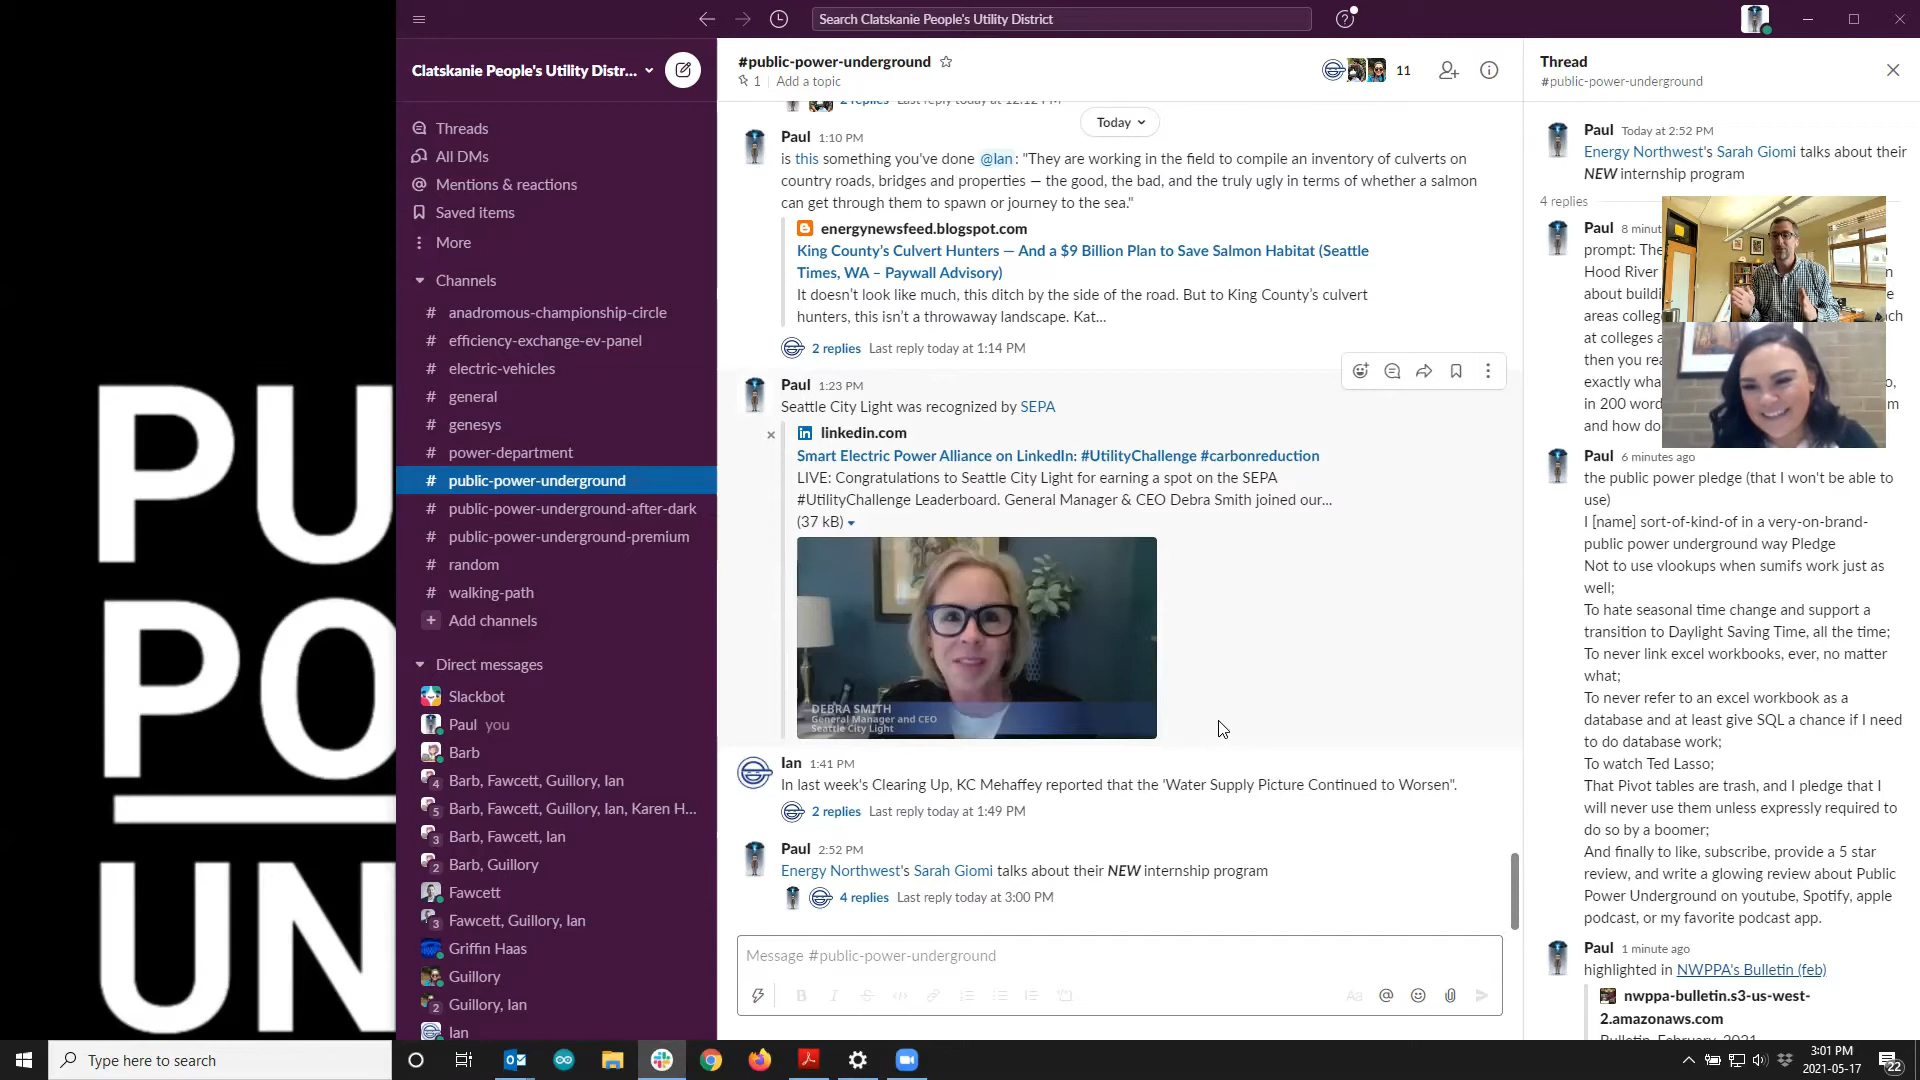 PU
PO
UN
Search Clatskanie People's Utility District
Clatskanie People's Utility Distr...
Threads
All DMs
Mentions & reactions
Saved items
More
Channels
# anadromous-championship-circle
# efficiency-exchange-ev-panel
# electric-vehicles
# general
# genesys
# power-department
# public-power-underground
# public-power-underground-after-dark
# public-power-underground-premium
# random
# walking-path
+ Add channels
Direct messages
Slackbot
Paul you
Barb
4 Barb, Fawcett, Guillory, Ian
5 Barb, Fawcett, Guillory, Ian, Karen H...
3 Barb, Fawcett, Ian
2 Barb, Guillory
Fawcett
3 Fawcett, Guillory, Ian
Griffin Haas
Guillory
2 Guillory, Ian
Ian
#public-power-underground
1 Add a topic
11
2 replies Last reply today at 12:12 PM
Today
Paul 1:10 PM
is this something you've done @Ian: "They are working in the field to compile an inventory of culverts on
country roads, bridges and properties — the good, the bad, and the truly ugly in terms of whether a salmon
can get through them to spawn or journey to the sea."
energynewsfeed.blogspot.com
King County's Culvert Hunters — And a $9 Billion Plan to Save Salmon Habitat (Seattle
Times, WA – Paywall Advisory)
It doesn't look like much, this ditch by the side of the road. But to King County's culvert
hunters, this isn't a throwaway landscape. Kat...
2 replies Last reply today at 1:14 PM
Paul 1:23 PM
Seattle City Light was recognized by SEPA
linkedin.com
Smart Electric Power Alliance on LinkedIn: #UtilityChallenge #carbonreduction
LIVE: Congratulations to Seattle City Light for earning a spot on the SEPA
#UtilityChallenge Leaderboard. General Manager & CEO Debra Smith joined our...
(37 kB)
DEBRA SMITH
General Manager and CEO
Seattle City Light
Ian 1:41 PM
In last week's Clearing Up, KC Mehaffey reported that the 'Water Supply Picture Continued to Worsen".
2 replies Last reply today at 1:49 PM
Paul 2:52 PM
Energy Northwest's Sarah Giomi talks about their NEW internship program
4 replies Last reply today at 3:00 PM
Message #public-power-underground
Thread
#public-power-underground
Paul Today at 2:52 PM
Energy Northwest's Sarah Giomi talks about their
NEW internship program
4 replies
Paul 8 minut
prompt: The
Hood River
about buildi
areas colleg
at colleges a
then you rea
exactly wha
in 200 word
and how do
Paul 6 minutes ago
the public power pledge (that I won't be able to
use)
I [name] sort-of-kind-of in a very-on-brand-
public power underground way Pledge
Not to use vlookups when sumifs work just as
well;
To hate seasonal time change and support a
transition to Daylight Saving Time, all the time;
To never link excel workbooks, ever, no matter
what;
To never refer to an excel workbook as a
database and at least give SQL a chance if I need
to do database work;
To watch Ted Lasso;
That Pivot tables are trash, and I pledge that I
will never use them unless expressly required to
do so by a boomer;
And finally to like, subscribe, provide a 5 star
review, and write a glowing review about Public
Power Underground on youtube, Spotify, apple
podcast, or my favorite podcast app.
Paul 1 minute ago
highlighted in NWPPA's Bulletin (feb)
nwppa-bulletin.s3-us-west-
2.amazonaws.com
Bulletin, February, 2021
Type here to search
3:01 PM
2021-05-17
22